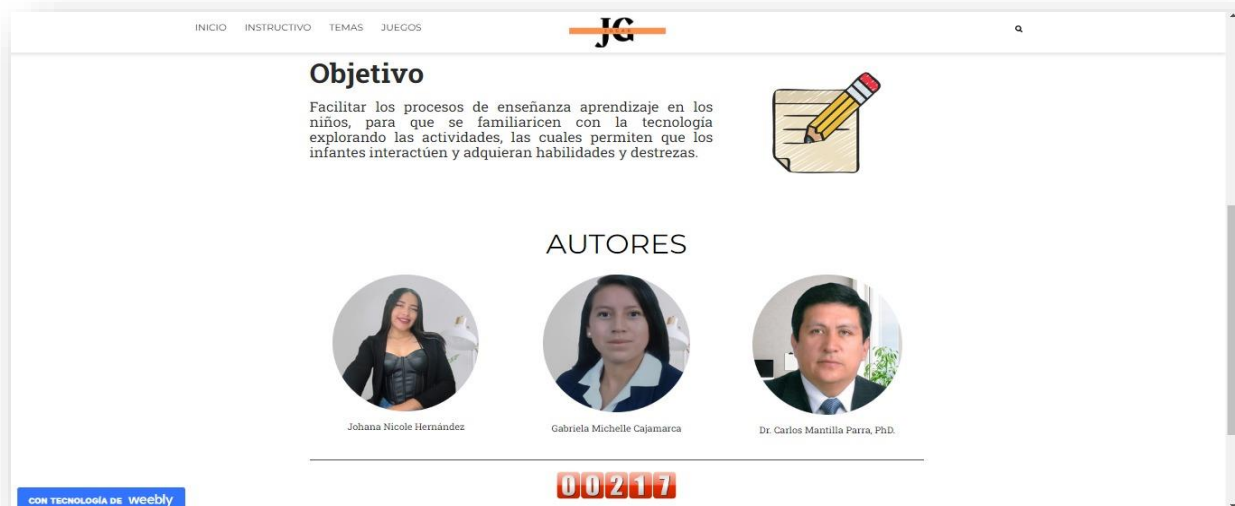 INICIO INSTRUCTIVO TEMAS JUEGOS
JG
Objetivo
Facilitar los procesos de enseñanza aprendizaje en los
niños, para que se familiaricen con la tecnología
explorando las actividades, las cuales permiten que los
infantes interactúen y adquieran habilidades y destrezas.
AUTORES
Johana Nicole Hernández
Gabriela Michelle Cajamarca
Dr. Carlos Mantilla Parra, PhD.
00217
CON TECNOLOGÍA DE weebly